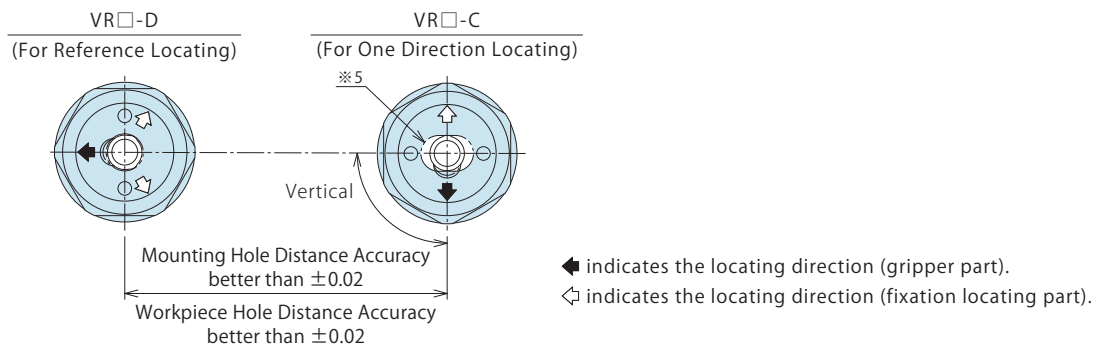 VR□-D
(For Reference Locating)
VR□-C
(For One Direction Locating)
※5
Vertical
Mounting Hole Distance Accuracy
better than ±0.02
Workpiece Hole Distance Accuracy
better than ±0.02
indicates the locating direction (gripper part).
indicates the locating direction (fixation locating part).